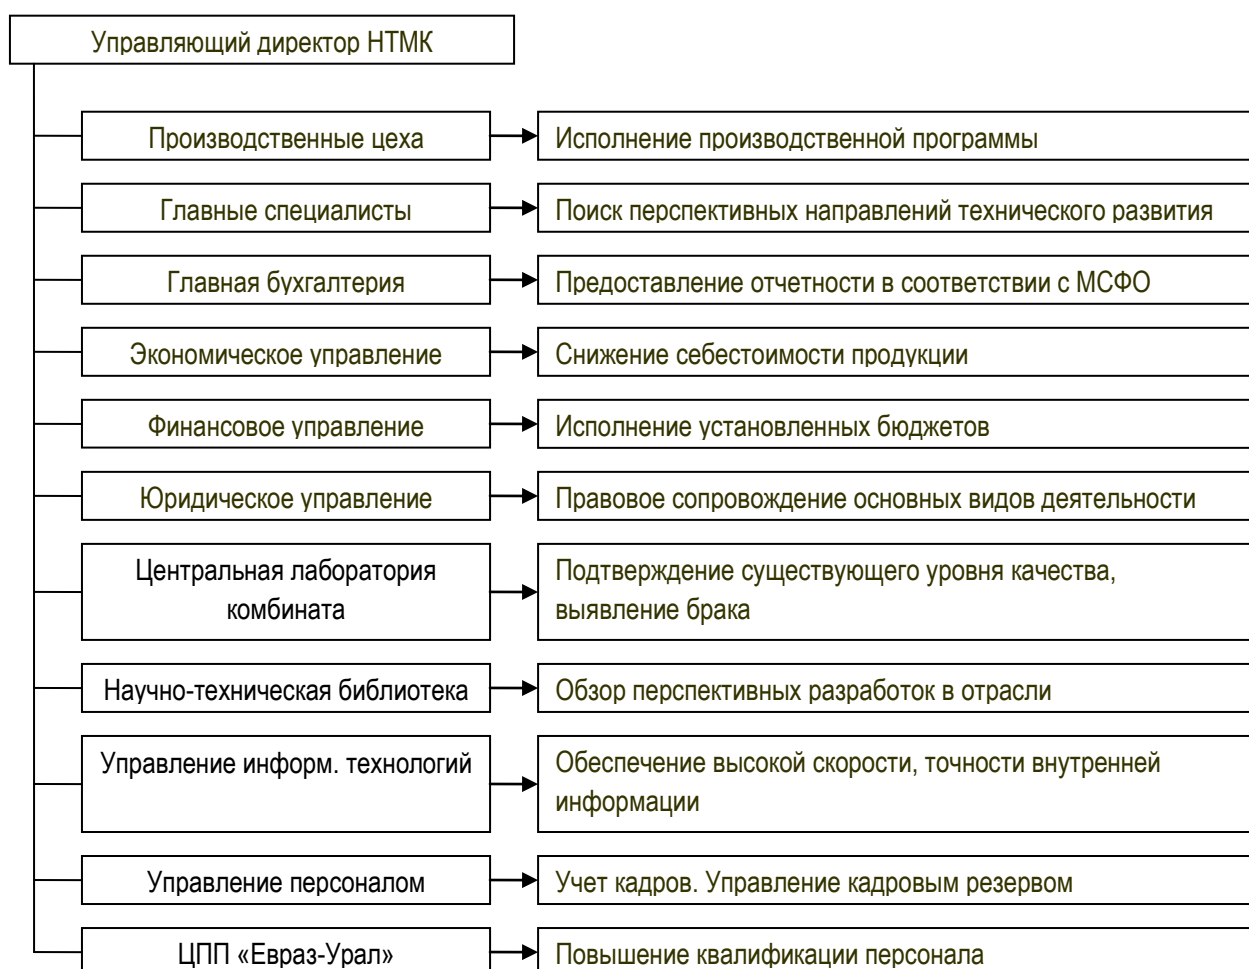 Управляющий директор НТМК
Производственные цеха
Исполнение производственной программы
Главные специалисты
Поиск перспективных направлений технического развития
Главная бухгалтерия
Предоставление отчетности в соответствии с МСФО
Экономическое управление
Снижение себестоимости продукции
Финансовое управление
Исполнение установленных бюджетов
Юридическое управление
Правовое сопровождение основных видов деятельности
Центральная лаборатория
комбината
Подтверждение существующего уровня качества,
выявление брака
Научно-техническая библиотека
Обзор перспективных разработок в отрасли
Управление информ. технологий
Обеспечение высокой скорости, точности внутренней
информации
Управление персоналом
Учет кадров. Управление кадровым резервом
ЦПП «Евраз-Урал»
Повышение квалификации персонала